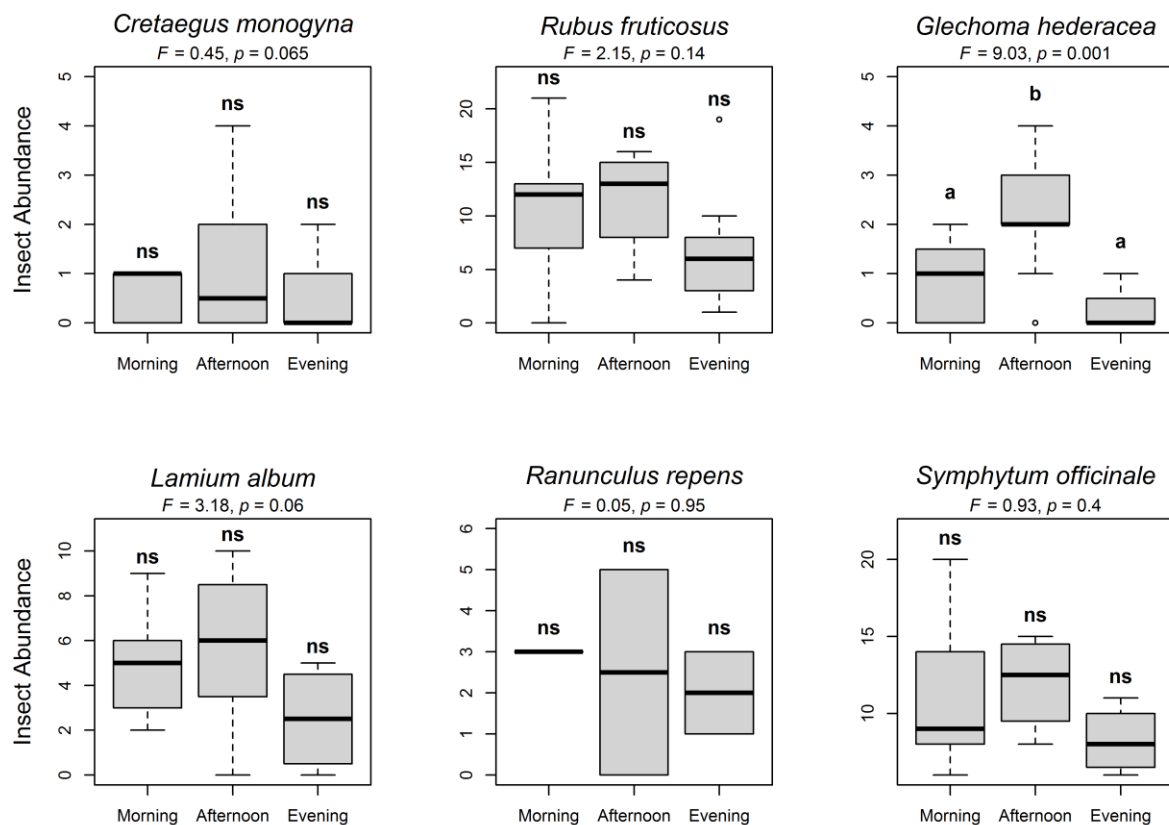 Cretaegus monogyna
F = 0.45, p = 0.065
Insect Abundance
5
4
3
2
1
0
ns
ns
ns
Morning Afternoon Evening
Rubus fruticosus
F = 2.15, p = 0.14
20
15
10
5
0
ns
ns
ns
Morning Afternoon Evening
Glechoma hederacea
F = 9.03, p = 0.001
5
4
3
2
1
0
a
b
a
Morning Afternoon Evening
Lamium album
F = 3.18, p = 0.06
Insect Abundance
10
8
6
4
2
0
ns
ns
ns
Morning Afternoon Evening
Ranunculus repens
F = 0.05, p = 0.95
6
5
4
3
2
1
0
ns
ns
ns
Morning Afternoon Evening
Symphytum officinale
F = 0.93, p = 0.4
20
15
10
ns
ns
ns
Morning Afternoon Evening